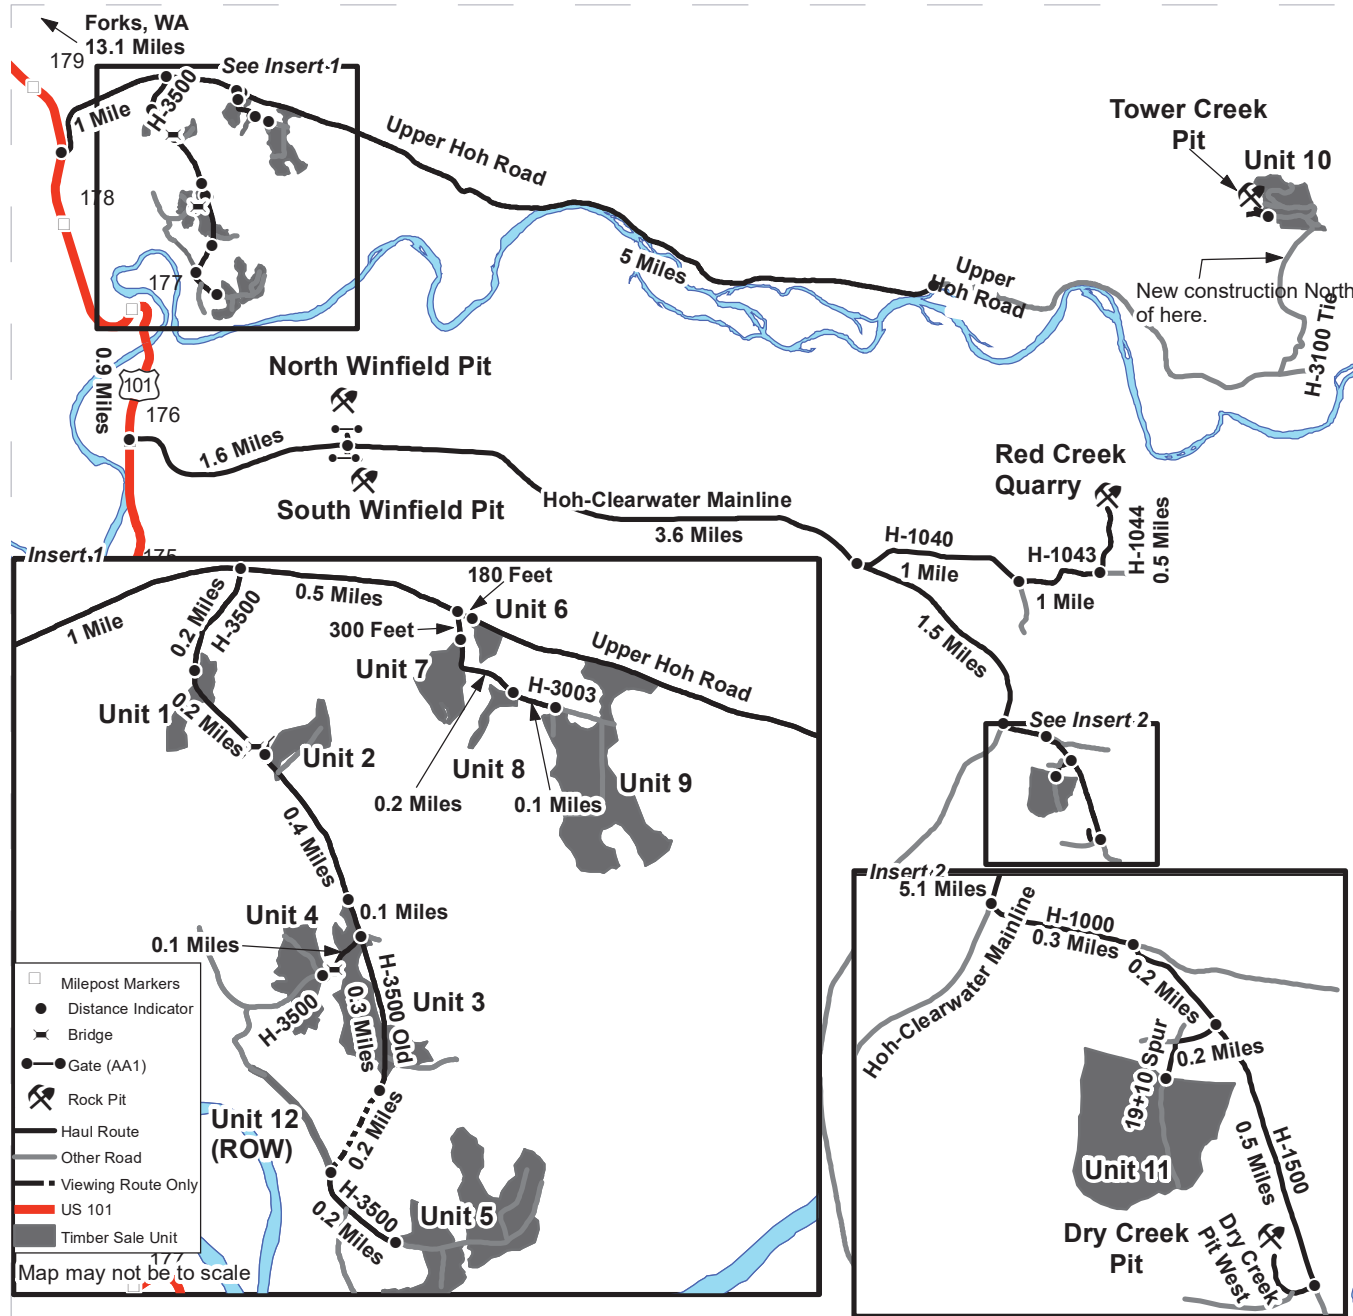 Forks, WA
13.1 Miles
179
See Insert 1
1 Mile
H-3500
178
177
Upper Hoh Road
5 Miles
Upper
Hoh Road
Tower Creek
Pit
Unit 10
New construction North
of here.
H-3100 Tie
0.9 Miles
101
176
North Winfield Pit
1.6 Miles
South Winfield Pit
Hoh-Clearwater Mainline
3.6 Miles
Red Creek
Quarry
H-1040
1 Mile
H-1043
1 Mile
H-1044
0.5 Miles
1.5 Miles
See Insert 2
175
Insert 1
1 Mile
0.2 Miles
H-3500
0.5 Miles
180 Feet
Unit 6
300 Feet
Upper Hoh Road
Unit 7
Unit 1
0.2 Miles
Unit 2
H-3003
Unit 8
Unit 9
0.2 Miles
0.1 Miles
0.4 Miles
0.1 Miles
Unit 4
0.1 Miles
H-3500
0.3 Miles
H-3500 Old
Unit 3
Unit 12
(ROW)
0.2 Miles
H-3500
0.2 Miles
Unit 5
Milepost Markers
Distance Indicator
Bridge
Gate (AA1)
Rock Pit
Haul Route
Other Road
Viewing Route Only
US 101
Timber Sale Unit
177
Map may not be to scale
Insert 2
5.1 Miles
Hoh-Clearwater Mainline
H-1000
0.3 Miles
0.2 Miles
0.2 Miles
19+10 Spur
Unit 11
H-1500
0.5 Miles
Dry Creek
Pit
Dry Creek
Pit West